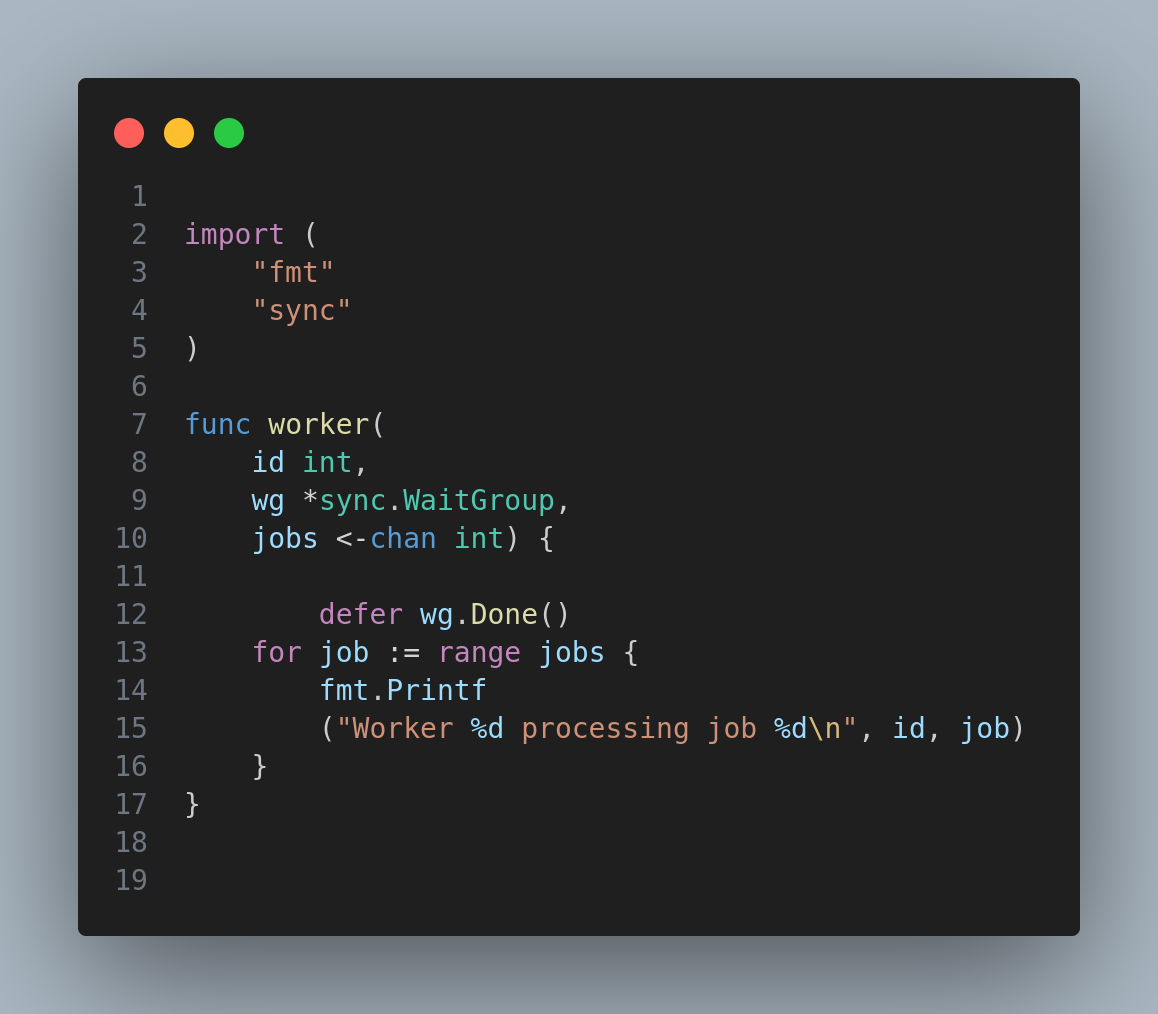 1
2 import (
3     "fmt"
4     "sync"
5 )
6
7 func worker(
8     id int,
9     wg *sync.WaitGroup,
10     jobs <-chan int) {
11
12         defer wg.Done()
13     for job := range jobs {
14         fmt.Printf
15         ("Worker %d processing job %d\n", id, job)
16     }
17 }
18
19